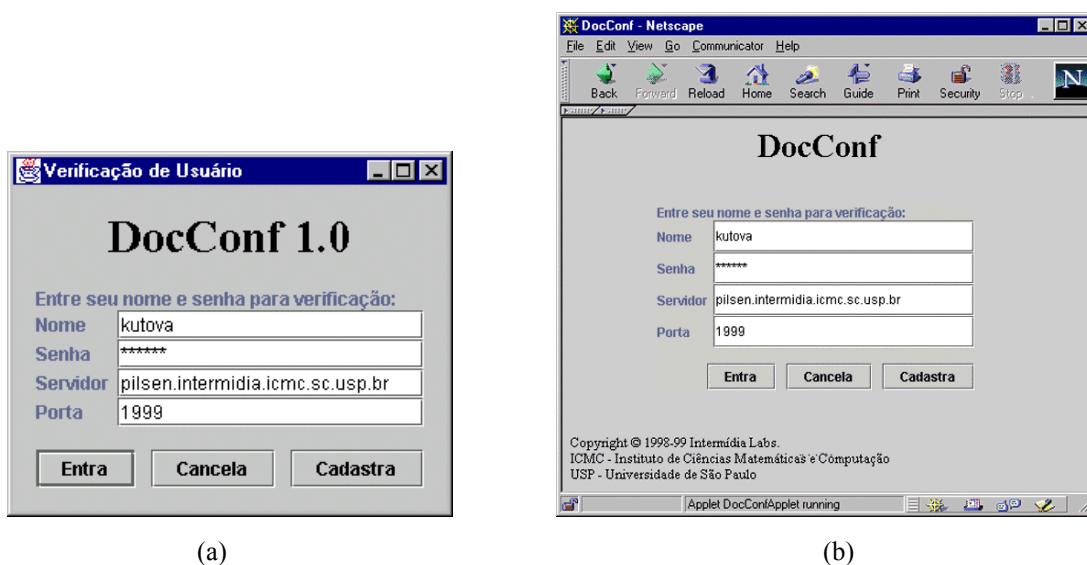 Verificação de Usuário
DocConf 1.0
Entre seu nome e senha para verificação:
Nome kutova
Senha ******
Servidor pilsen.intermidia.icmc.sc.usp.br
Porta 1999
Entra Cancela Cadastra
(a)
DocConf - Netscape
File Edit View Go Communicator Help
Back Forward Reload Home Search Guide Print Security Stop
N
DocConf
Entre seu nome e senha para verificação:
Nome kutova
Senha ******
Servidor pilsen.intermidia.icmc.sc.usp.br
Porta 1999
Entra Cancela Cadastra
Copyright © 1998-99 Intermídia Labs.
ICMC - Instituto de Ciências Matemáticas e Computação
USP - Universidade de São Paulo
Applet DocConfApplet running
(b)